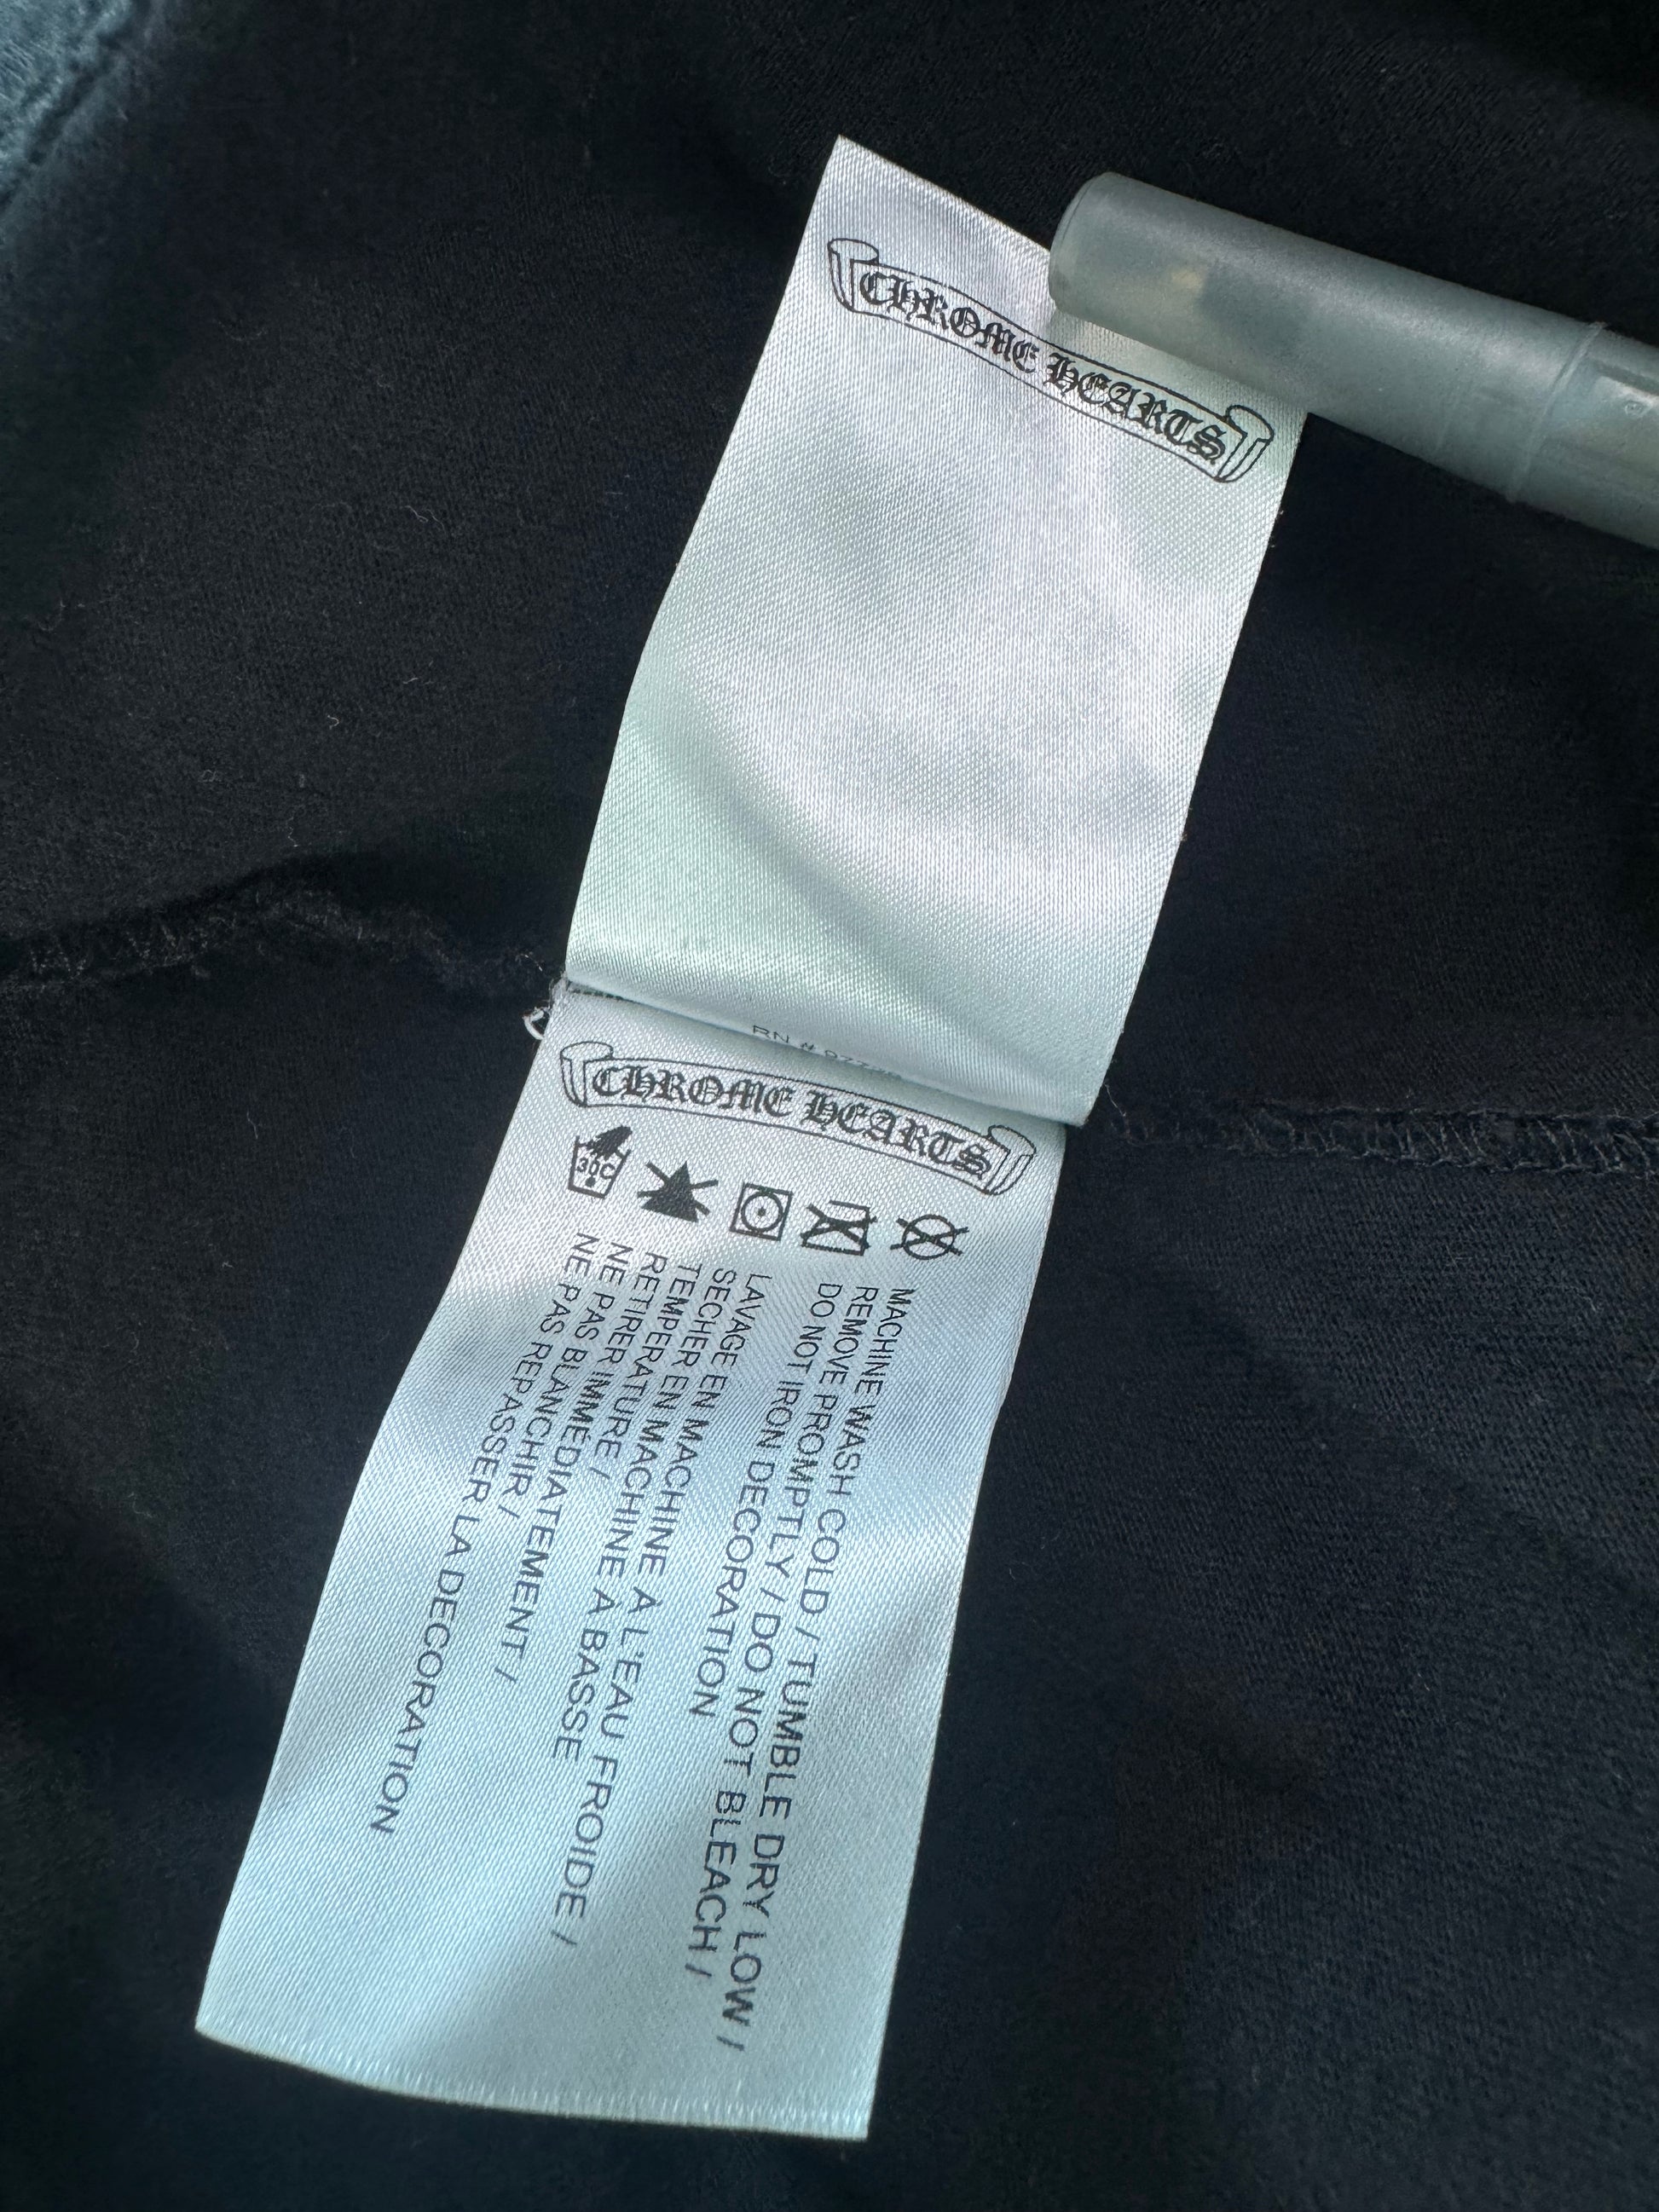 CHROME HEARTS
RN #
CHROME HEARTS
30C
MACHINE WASH COLD / TUMBLE DRY LOW /
REMOVE PROMPTLY / DO NOT BLEACH /
DO NOT IRON DECORATION
LAVAGE EN MACHINE A L'EAU FROIDE /
SECHER EN MACHINE A BASSE
TEMPERATURE /
RETIRER IMMEDIATEMENT /
NE PAS BLANCHIR /
NE PAS REPASSER LA DECORATION